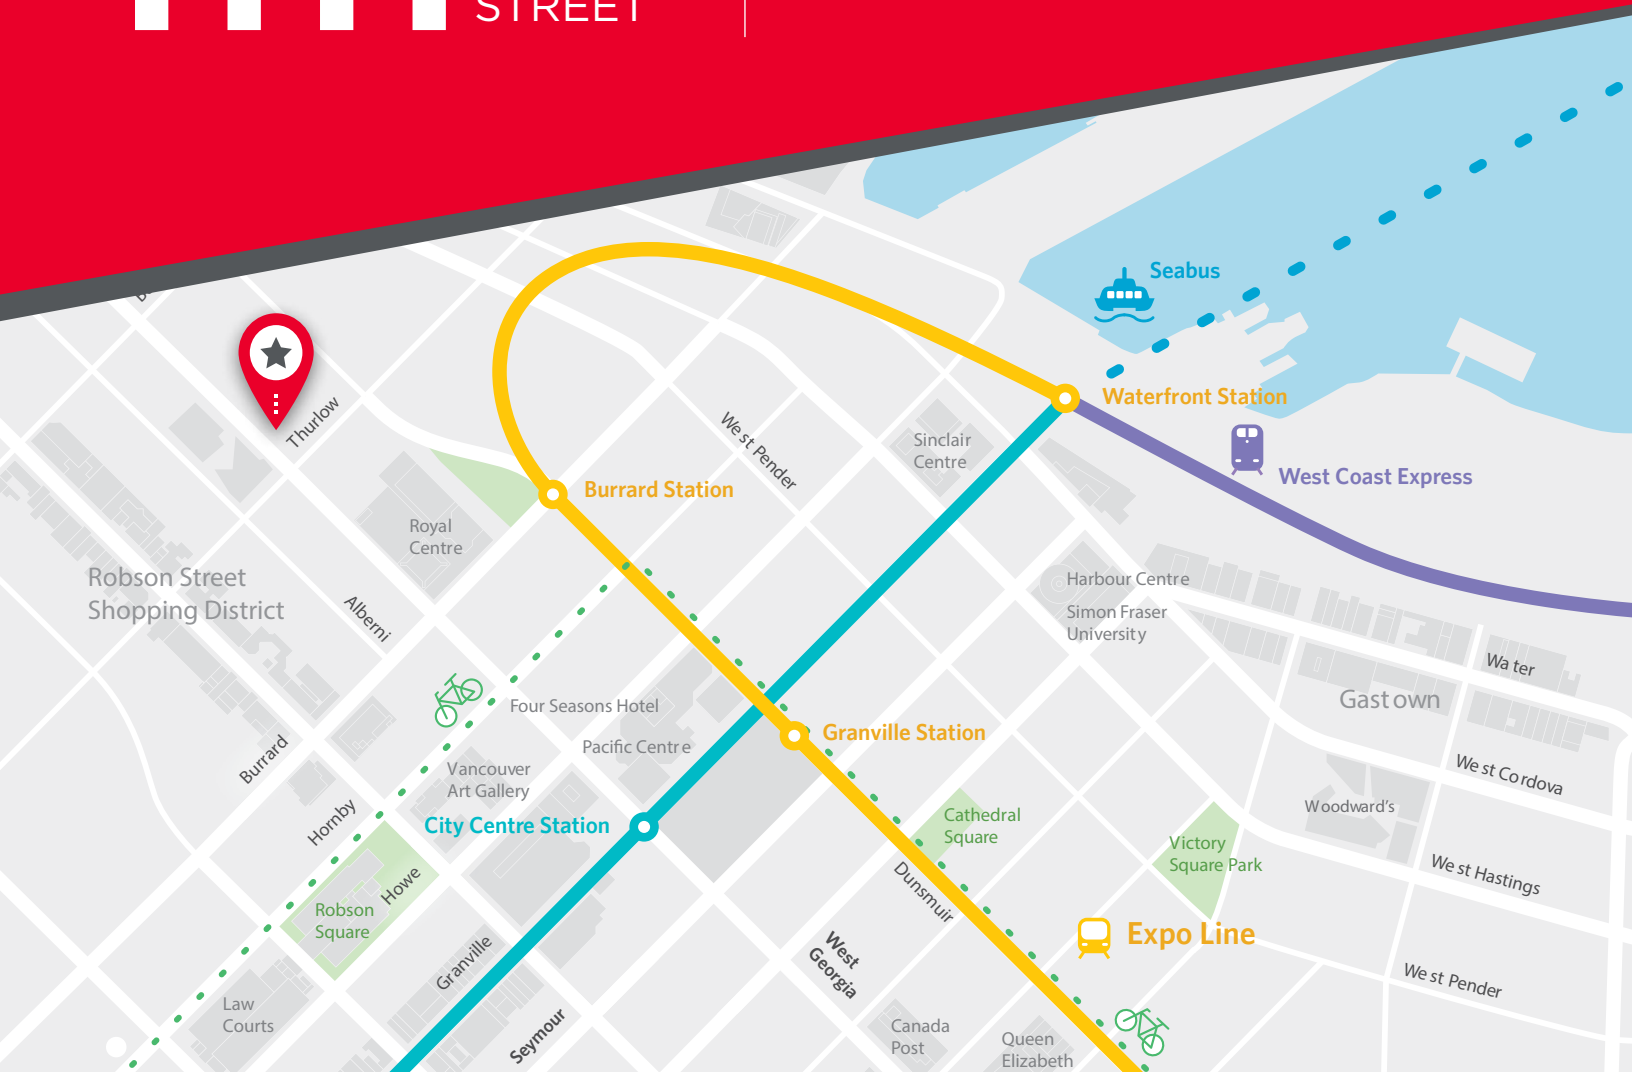 STREET
Seabus
Waterfront Station
Thurlow
West Pender
Sinclair
Centre
West Coast Express
Burrard Station
Royal
Centre
Robson Street
Shopping District
Alberni
Harbour Centre
Simon Fraser
University
Water
Gastown
Four Seasons Hotel
Pacific Centre
Granville Station
Burrard
Vancouver
Art Gallery
West Cordova
Woodward's
Hornby
City Centre Station
Cathedral
Square
Victory
Square Park
West Hastings
Howe
Dunsmuir
Robson
Square
Expo Line
Granville
West
Georgia
West Pender
Law
Courts
Seymour
Canada
Post
Queen
Elizabeth